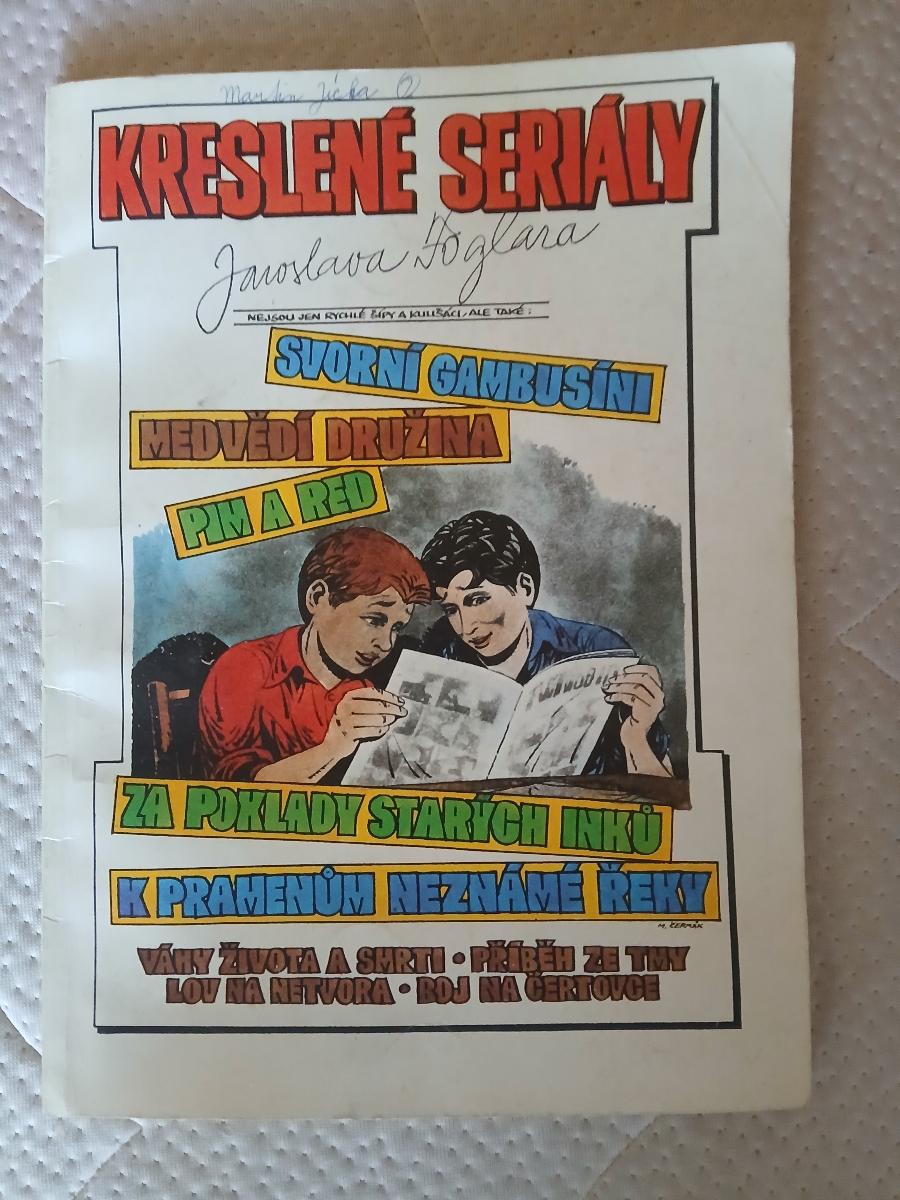 Martin
KRESLENÉ SERIÁLY
Jaroslava Foglara
NEJSOU JEN RYCHLÉ ŠÍPY A KULIŠÁCI, ALE TAKÉ:
SVORNÍ GAMBUSÍNI
MEDVĚDÍ DRUŽINA
PIM A RED
ZA POKLADY STARÝCH INKŮ
K PRAMENŮM NEZNÁMÉ ŘEKY
M. ČERMÁK
VÁHY ŽIVOTA A SMRTI • PŘÍBĚH ZE TMY
LOV NA NETVORA • BOJ NA ČERTOVCE